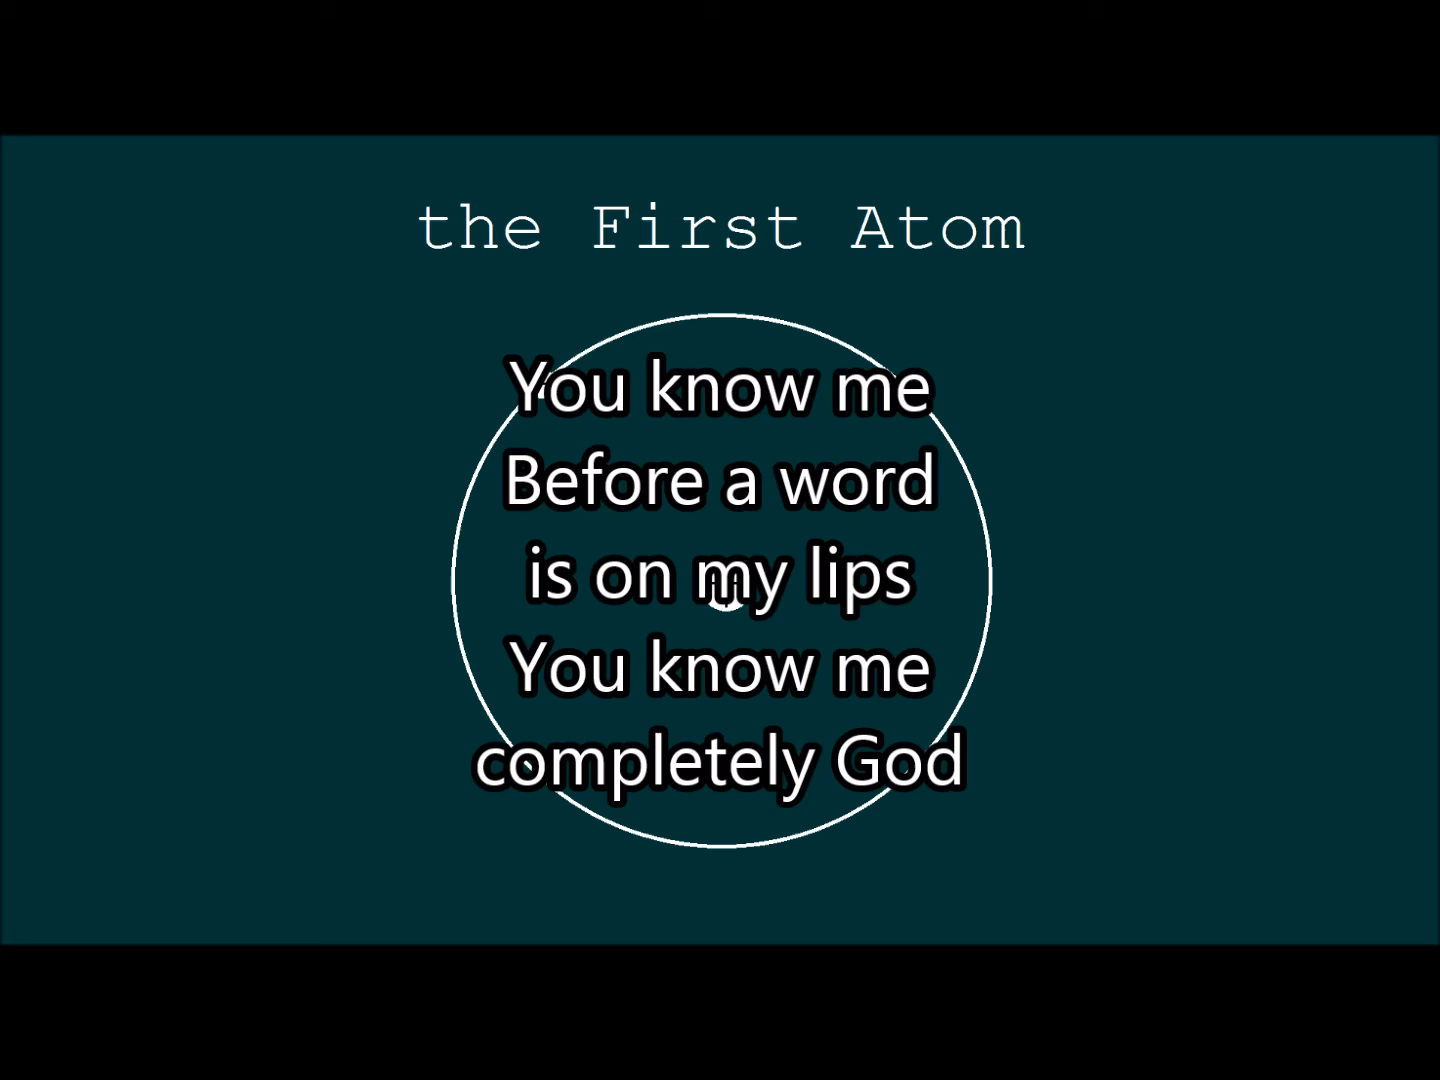 the First Atom
You know me
Before a word
is on my lips
You know me
completely God